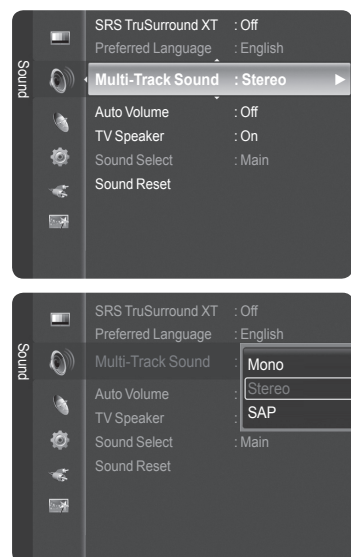 Sound
SRS TruSurround XT : Off
Preferred Language : English
Multi-Track Sound : Stereo
Auto Volume : Off
TV Speaker : On
Sound Select : Main
Sound Reset
Sound
SRS TruSurround XT : Off
Preferred Language : English
Multi-Track Sound :
Mono
Stereo
SAP
Auto Volume :
TV Speaker :
Sound Select : Main
Sound Reset